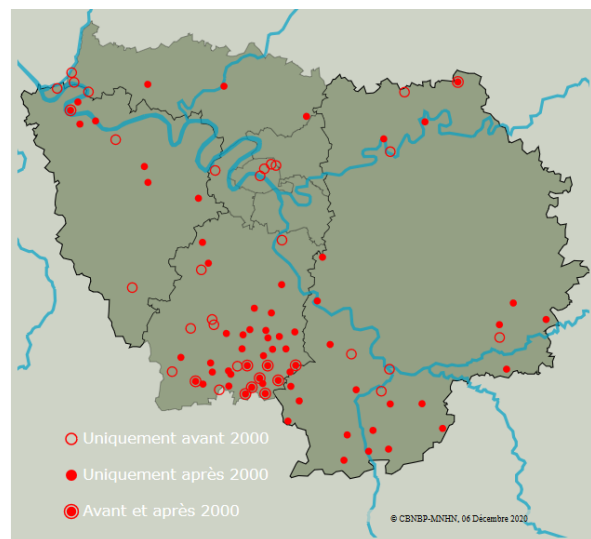 Uniquement avant 2000
Uniquement après 2000
Avant et après 2000
© CBNBP-MNHN, 06 Décembre 2020